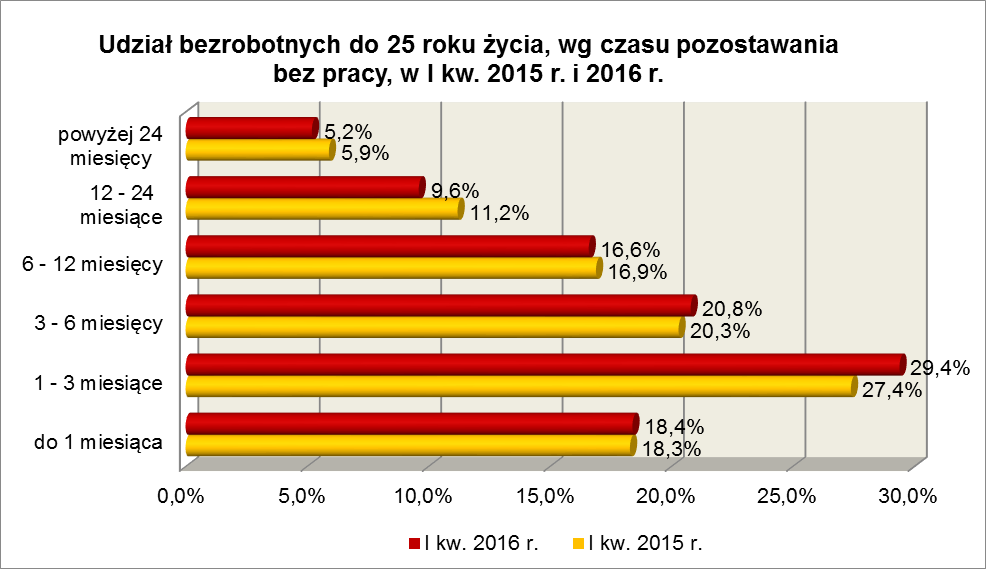 Udział bezrobotnych do 25 roku życia, wg czasu pozostawania
bez pracy, w I kw. 2015 r. i 2016 r.
powyżej 24
miesięcy
5,2%
5,9%
12 - 24
miesiące
9,6%
11,2%
6 - 12 miesięcy
16,6%
16,9%
3 - 6 miesięcy
20,8%
20,3%
1 - 3 miesiące
29,4%
27,4%
do 1 miesiąca
18,4%
18,3%
0,0% 5,0% 10,0% 15,0% 20,0% 25,0% 30,0%
I kw. 2016 r. I kw. 2015 r.